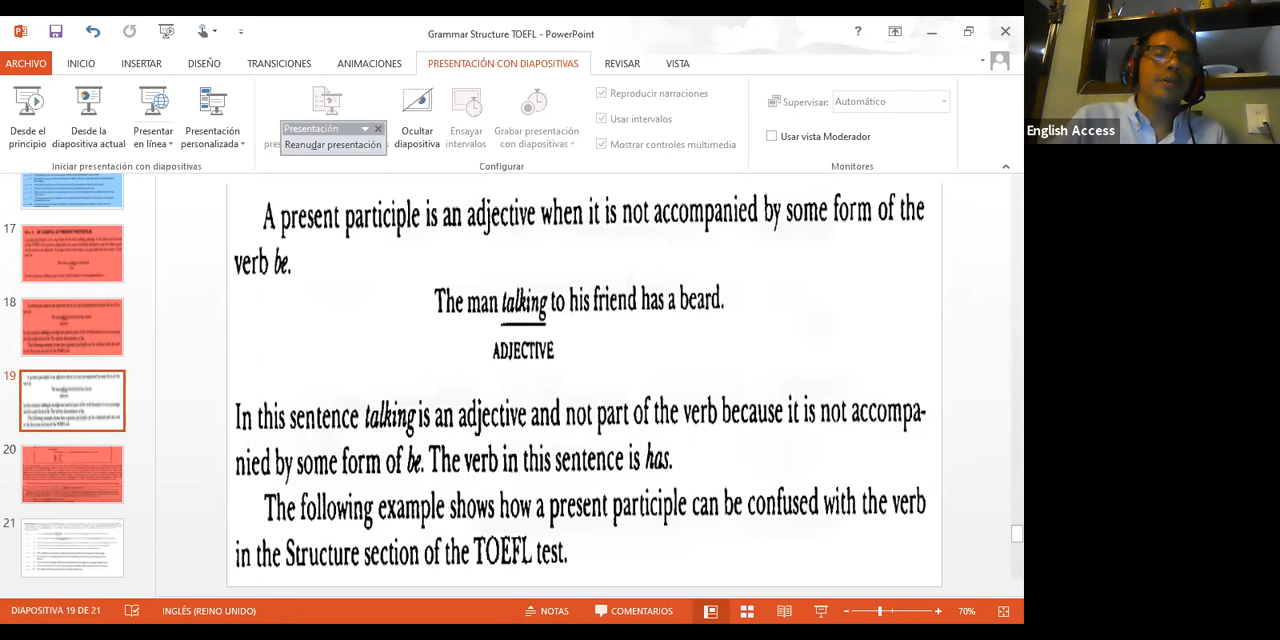 Grammar Structure TOEFL - PowerPoint
?
ARCHIVO INICIO INSERTAR DISEÑO TRANSICIONES ANIMACIONES PRESENTACIÓN CON DIAPOSITIVAS REVISAR VISTA
Desde el principio
Desde la diapositiva actual
Presentar en línea
Presentación personalizada
Iniciar presentación con diapositivas
Presentación
Reanudar presentación
Ocultar diapositiva
Ensayar intervalos
Grabar presentación con diapositivas
Reproducir narraciones
Usar intervalos
Mostrar controles multimedia
Configurar
Supervisar: Automático
Usar vista Moderador
Monitores
English Access
17
18
19
20
21
A present participle is an adjective when it is not accompanied by some form of the
verb be.
The man talking to his friend has a beard.
ADJECTIVE
In this sentence talking is an adjective and not part of the verb because it is not accompa-
nied by some form of be. The verb in this sentence is has.
The following example shows how a present participle can be confused with the verb
in the Structure section of the TOEFL test.
DIAPOSITIVA 19 DE 21 INGLÉS (REINO UNIDO) NOTAS COMENTARIOS 70%